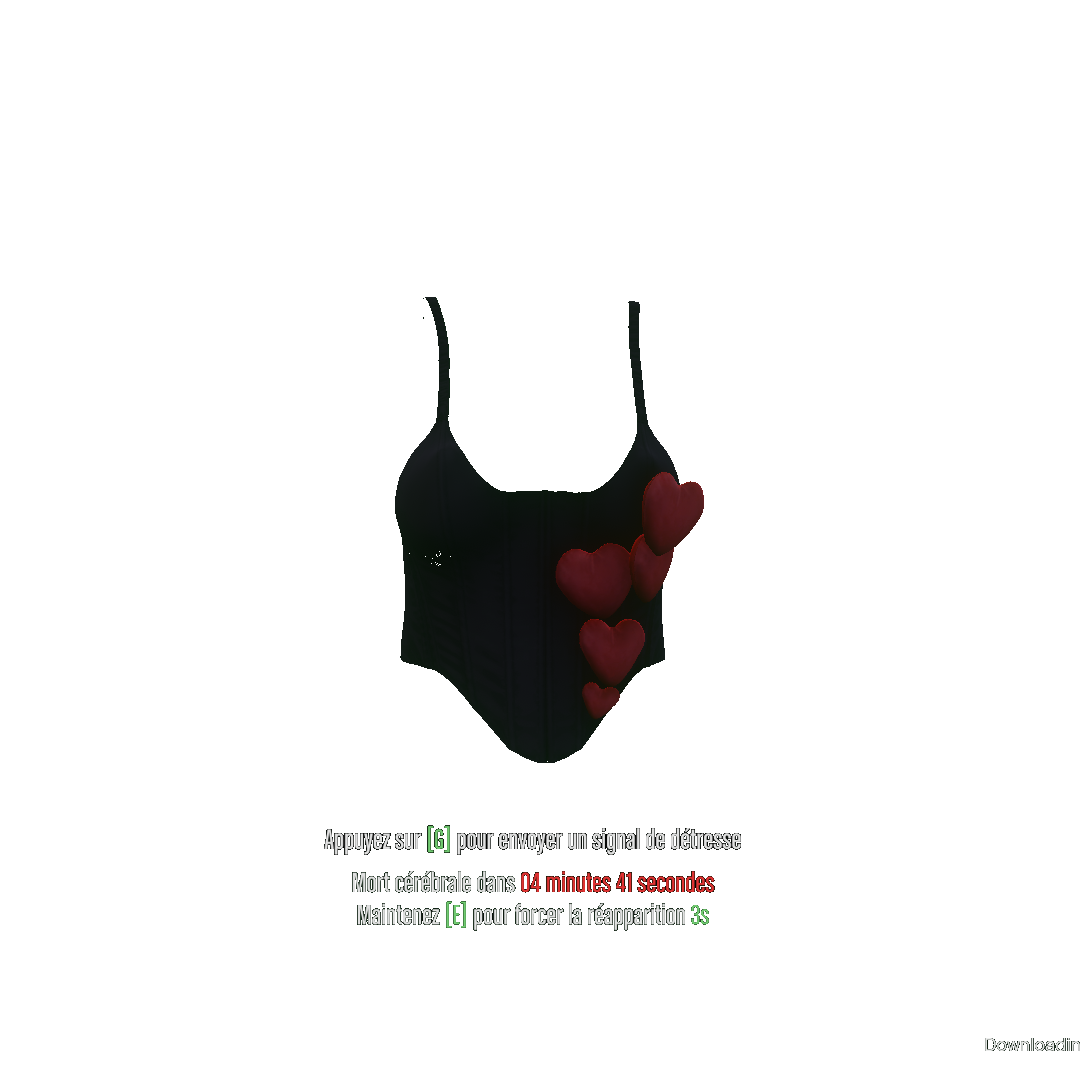 Appuyez sur [G] pour envoyer un signal de détresse
Mort cérébrale dans 04 minutes 41 secondes
Maintenez [E] pour forcer la réapparition 3s
Downloadin